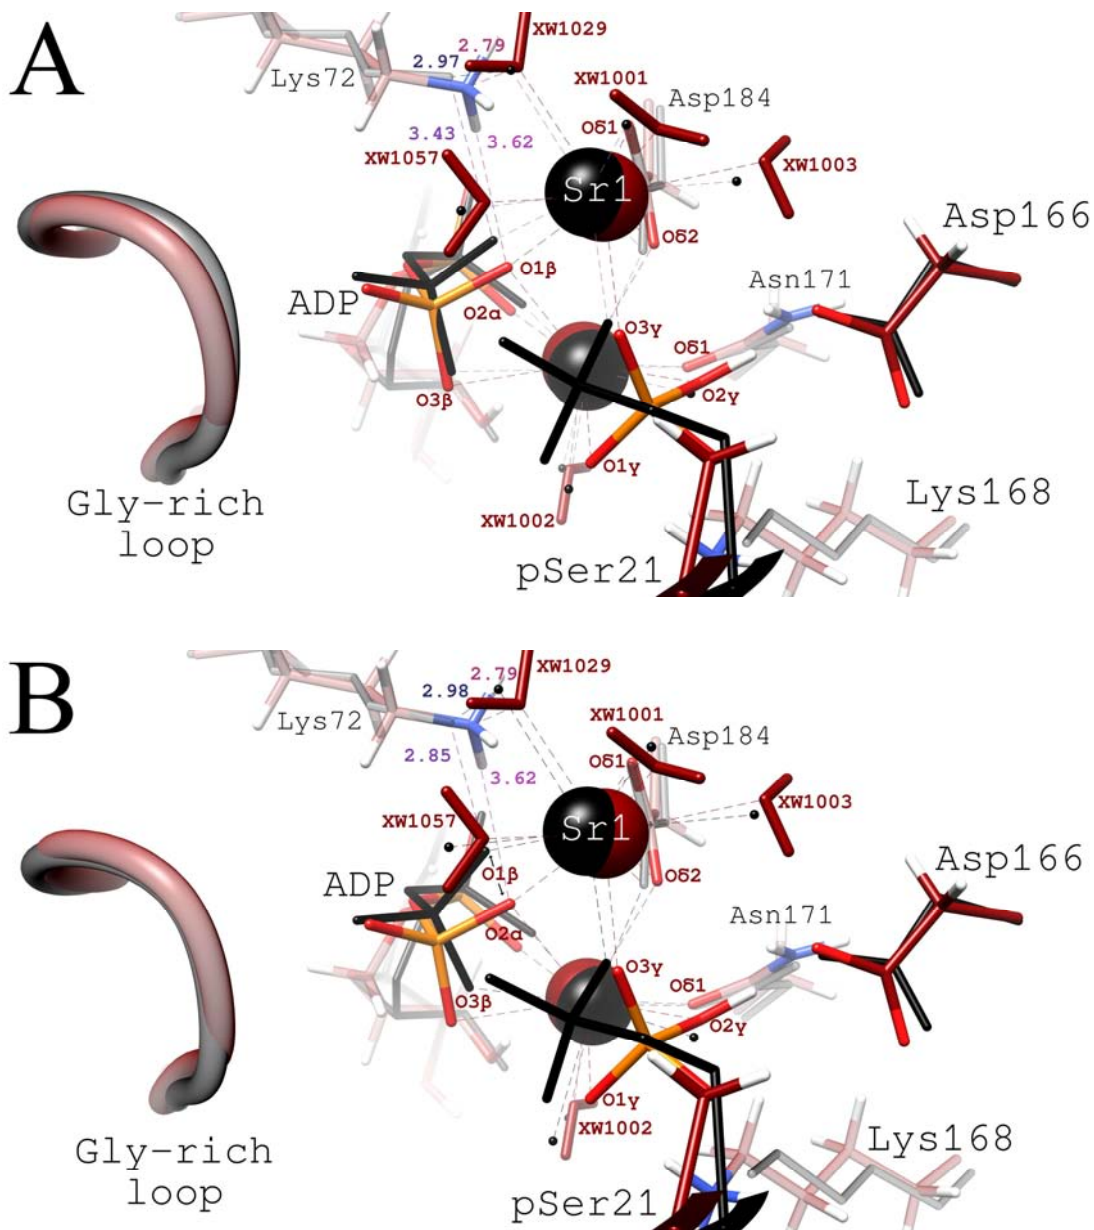 A
XW1029
2.79
2.97
Lys72
XW1001
Asp184
Oδ1
3.43
3.62
XW1057
XW1003
Sr1
Asp166
Oδ2
O1β
Asn171
ADP
O2α
O3γ
Oδ1
O3β
O2γ
O1γ
Lys168
Gly-rich
loop
XW1002
pSer21
B
XW1029
2.79
2.98
Lys72
XW1001
Asp184
2.85
Oδ1
3.62
XW1057
XW1003
Sr1
Asp166
O1β
Oδ2
ADP
Asn171
O2α
O3γ
O3β
Oδ1
O2γ
O1γ
XW1002
Lys168
Gly-rich
loop
pSer21